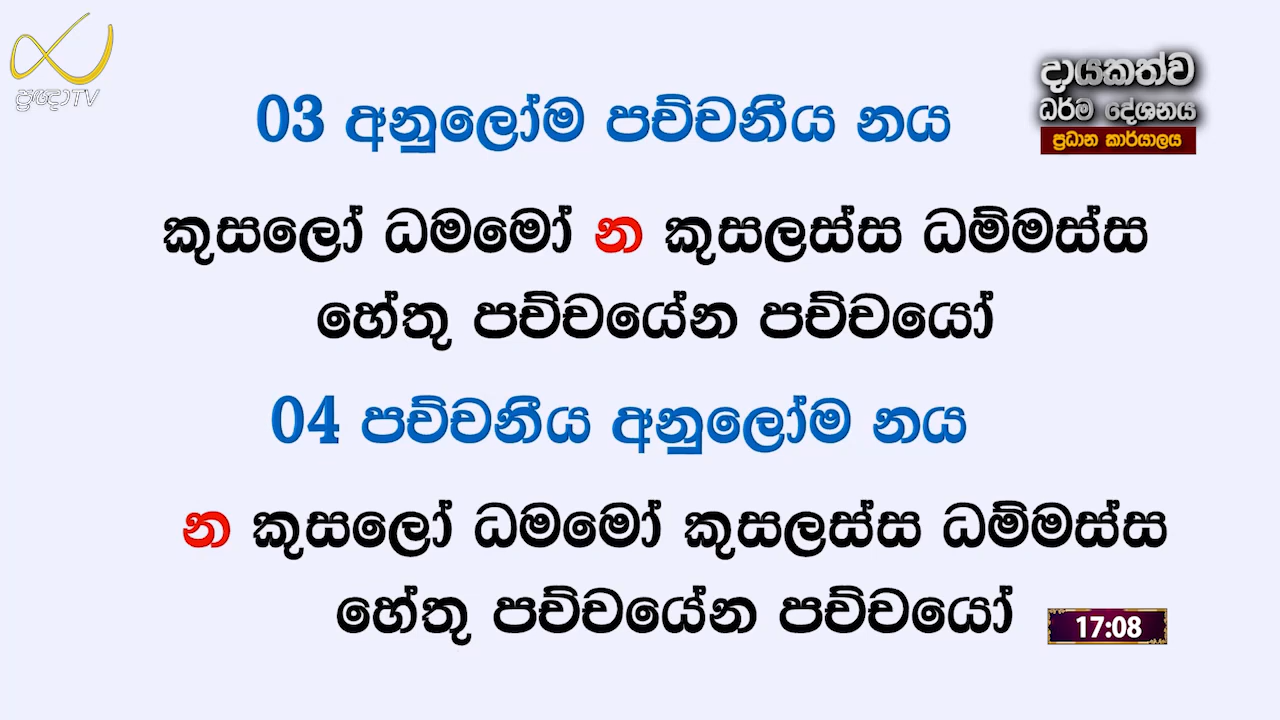 ප්‍රඥාTV
දායකත්ව
ධර්ම දේශනය
ප්‍රධාන කාර්යාලය
03 අනුලෝම පච්චනීය නය
කුසලෝ ධමමෝ න කුසලස්ස ධම්මස්ස
හේතු පච්චයේන පච්චයෝ
04 පච්චනීය අනුලෝම නය
න කුසලෝ ධමමෝ කුසලස්ස ධම්මස්ස
හේතු පච්චයේන පච්චයෝ
17:08